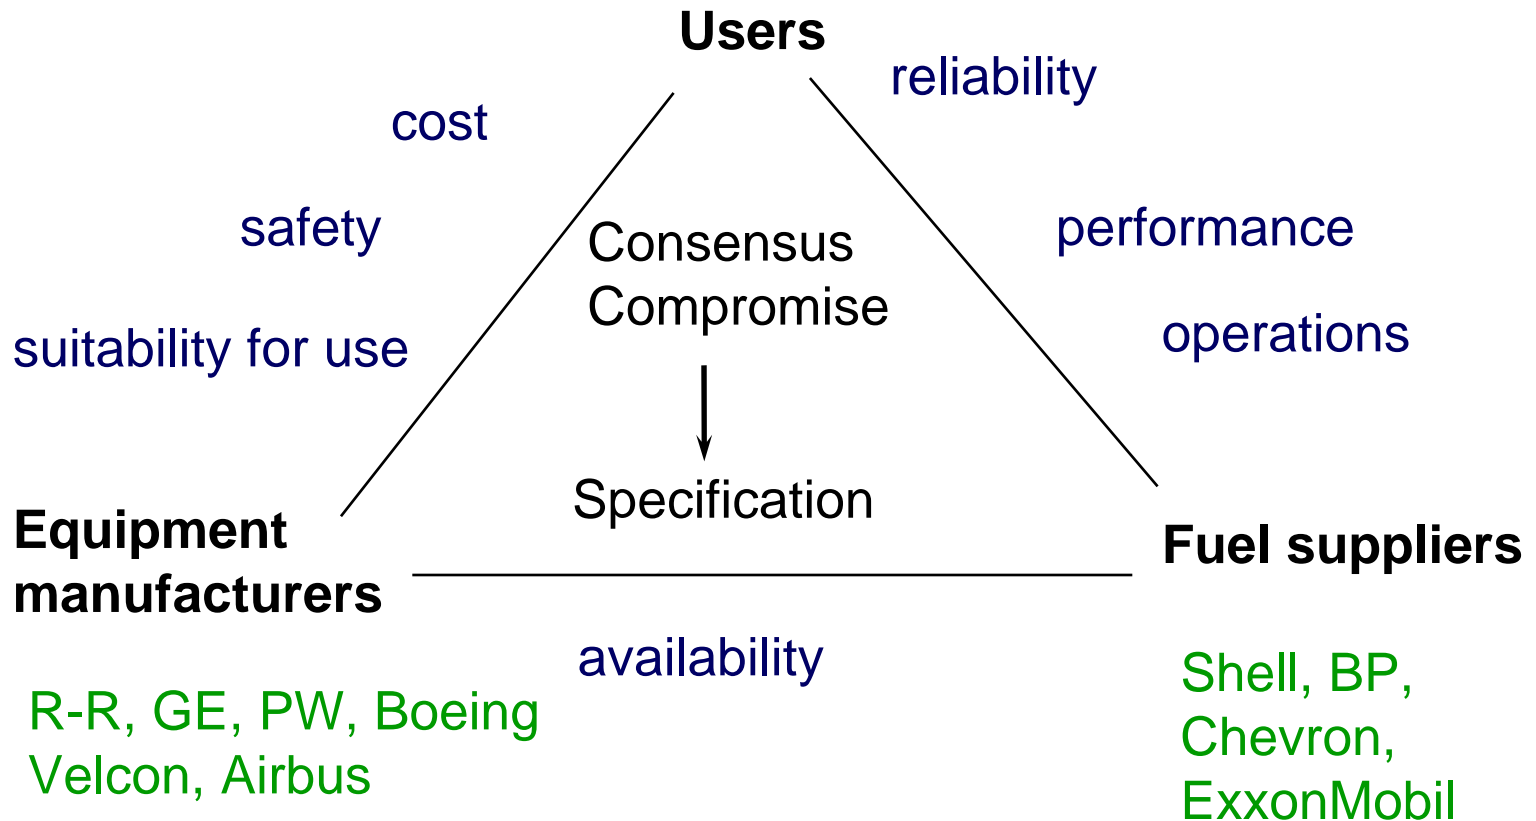 Users
reliability
cost
safety
performance
Consensus
Compromise
suitability for use
operations
Specification
Equipment
manufacturers
Fuel suppliers
availability
R-R, GE, PW, Boeing
Velcon, Airbus
Shell, BP,
Chevron,
ExxonMobil